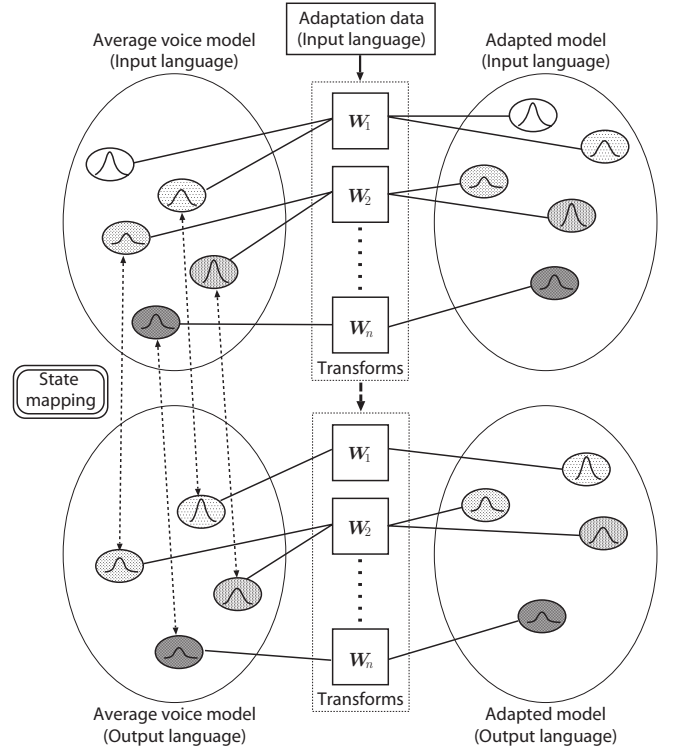 Adaptation data
(Input language)
Average voice model
(Input language)
Adapted model
(Input language)
W₁
W₂
Wₙ
Transforms
State
mapping
W₁
W₂
Wₙ
Transforms
Average voice model
(Output language)
Adapted model
(Output language)